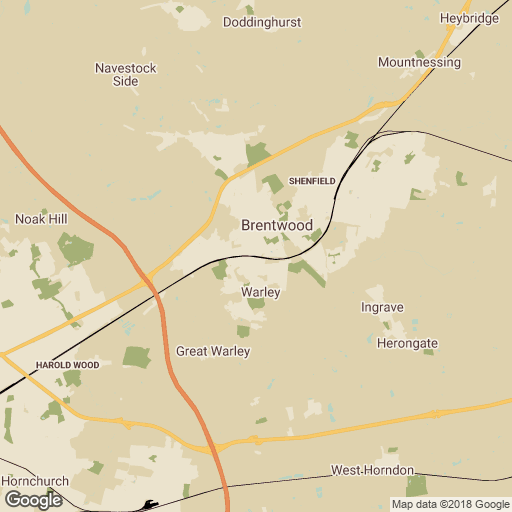 Doddinghurst
Heybridge
Navestock
Side
Mountnessing
SHENFIELD
Noak Hill
Brentwood
Warley
Ingrave
Great Warley
Herongate
HAROLD WOOD
West Horndon
Hornchurch
Google
Map data ©2018 Google